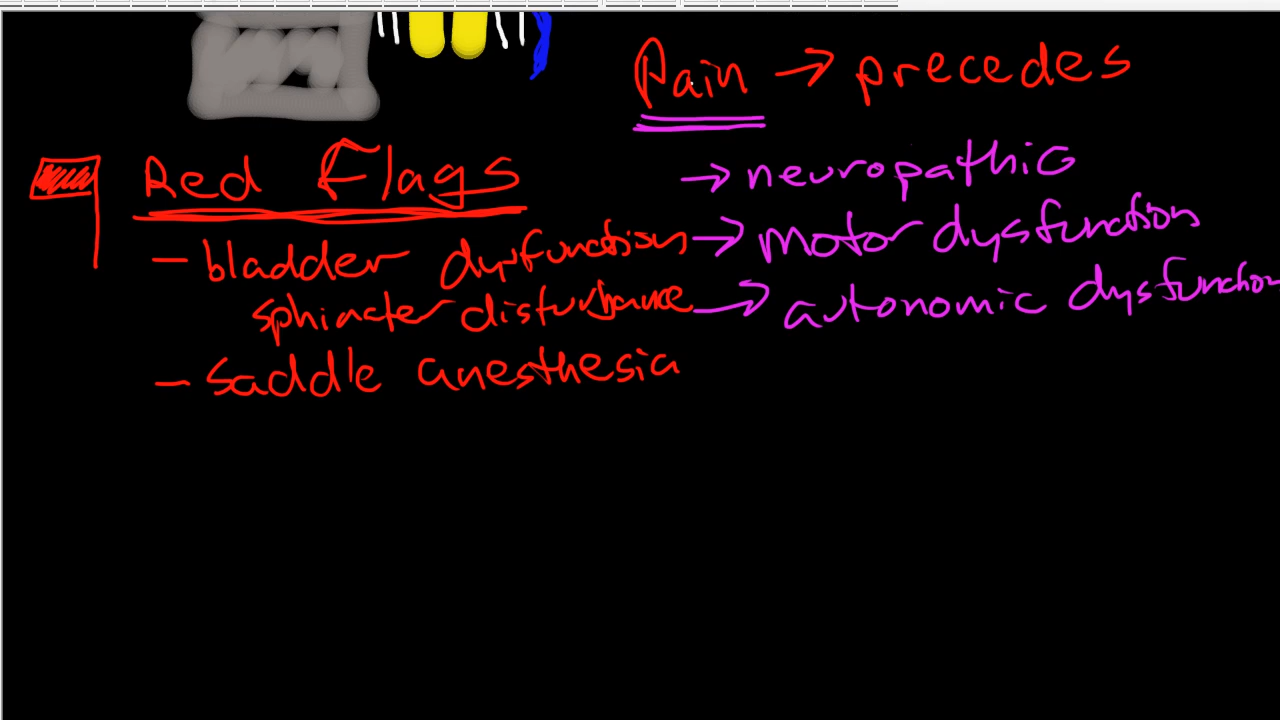 Pain → precedes
→ neuropathic
→ motor dysfunction
→ autonomic dysfunction
Red Flags
- bladder dysfunction
sphincter disturbance
- saddle anesthesia